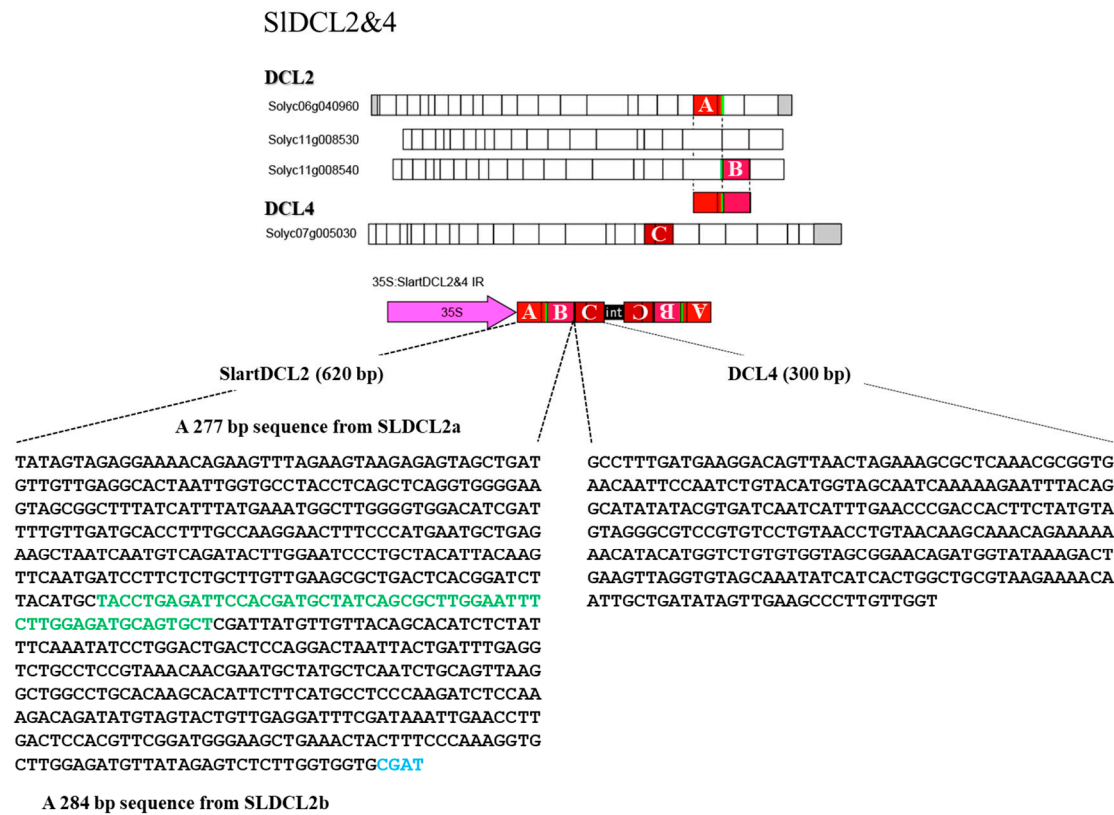 SlDCL2&4
DCL2
Solyc06g040960
A
Solyc11g008530
Solyc11g008540
B
DCL4
Solyc07g005030
C
35S:SlartDCL2&4 IR
35S
A B C int C B A
SlartDCL2 (620 bp)
DCL4 (300 bp)
A 277 bp sequence from SLDCL2a
TATAGTAGAGGAAAACAGAAGTTTAGAAGTAAGAGAGTAGCTGAT
GTTGTTGAGGCACTAATTGGTGCCTACCTCAGCTCAGGTGGGGAA
GTAGCGGCTTTATCATTTATGAAATGGCTTGGGGTGGACATCGAT
TTTGTTGATGCACCTTTGCCAAGGAACTTTCCCATGAATGCTGAG
AAGCTAATCAATGTCAGATACTTGGAATCCCTGCTACATTACAAG
TTCAATGATCCTTCTCTGCTTGTTGAAGCGCTGACTCACGGATCT
TACATGCTACCTGAGATTCCACGATGCTATCAGCGCTTGGAATTT
CTTGGAGATGCAGTGCTCGATTATGTTGTTACAGCACATCTCTAT
TTCAAATATCCTGGACTGACTCCAGGACTAATTACTGATTTGAGG
TCTGCCTCCGTAAACAACGAATGCTATGCTCAATCTGCAGTTAAG
GCTGGCCTGCACAAGCACATTCTTCATGCCTCCCAAGATCTCCAA
AGACAGATATGTAGTACTGTTGAGGATTTCGATAAATTGAACCTT
GACTCCACGTTCGGATGGGAAGCTGAAACTACTTTCCCAAAGGTG
CTTGGAGATGTTATAGAGTCTCTTGGTGGTGCGAT
A 284 bp sequence from SLDCL2b
GCCTTTGATGAAGGACAGTTAACTAGAAAGCGCTCAAACGCGGTG
AACAATTCCAATCTGTACATGGTAGCAATCAAAAAGAATTTACAG
GCATATATACGTGATCAATCATTTGAACCCGACCACTTCTATGTA
GTAGGGCGTCCGTGTCCTGTAACCTGTAACAAGCAAACAGAAAAA
AACATACATGGTCTGTGTGGTAGCGGAACAGATGGTATAAAGACT
GAAGTTAGGTGTAGCAAATATCATCACTGGCTGCGTAAGAAAACA
ATTGCTGATATAGTTGAAGCCCTTGTTGGT